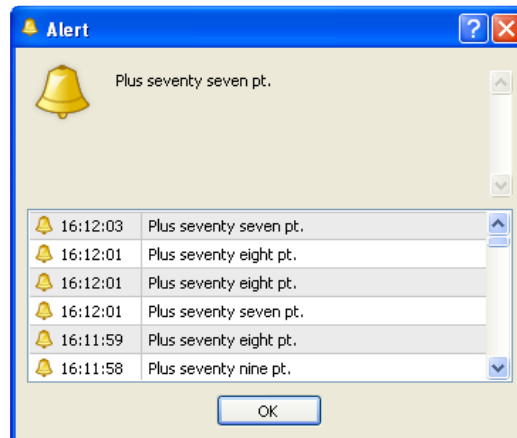 Alert
Plus seventy seven pt.
16:12:03 Plus seventy seven pt.
16:12:01 Plus seventy eight pt.
16:12:01 Plus seventy eight pt.
16:12:01 Plus seventy seven pt.
16:11:59 Plus seventy eight pt.
16:11:58 Plus seventy nine pt.
OK